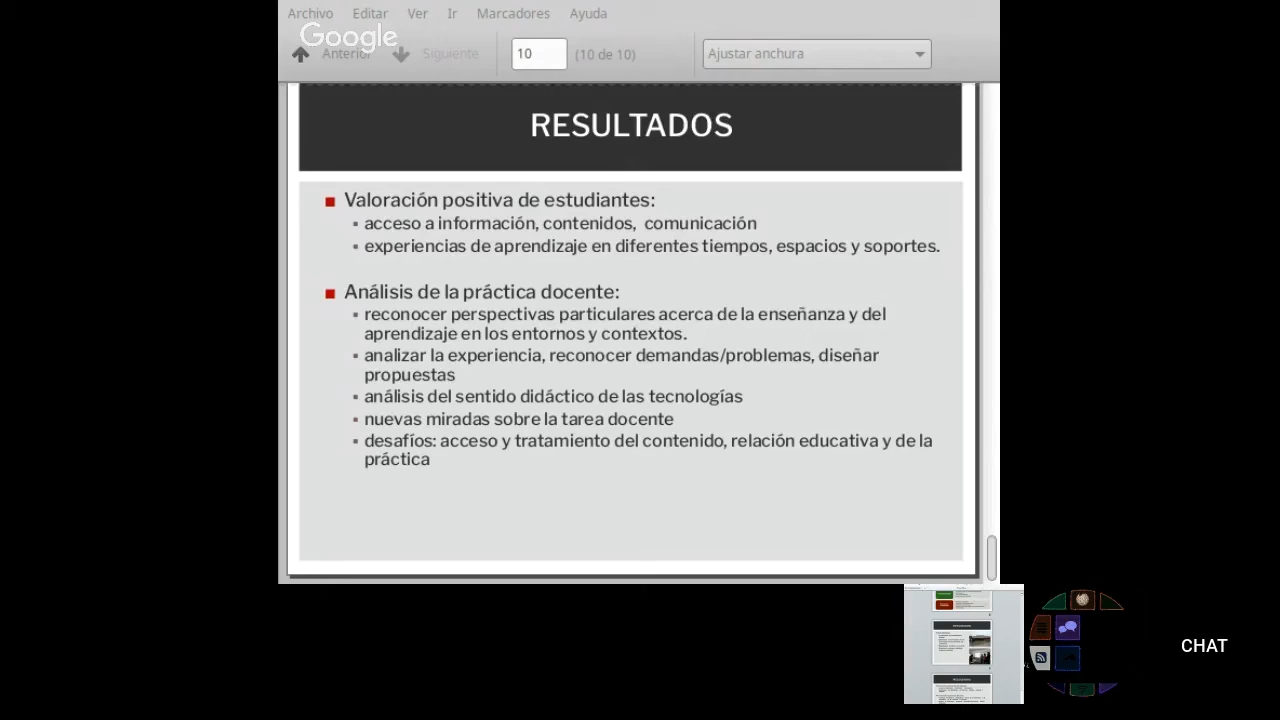 Archivo Editar Ver Ir Marcadores Ayuda
Google
Anterior Siguiente 10 (10 de 10) Ajustar anchura
RESULTADOS
Valoración positiva de estudiantes:
acceso a información, contenidos, comunicación
experiencias de aprendizaje en diferentes tiempos, espacios y soportes.
Análisis de la práctica docente:
reconocer perspectivas particulares acerca de la enseñanza y del
aprendizaje en los entornos y contextos.
analizar la experiencia, reconocer demandas/problemas, diseñar
propuestas
análisis del sentido didáctico de las tecnologías
nuevas miradas sobre la tarea docente
desafíos: acceso y tratamiento del contenido, relación educativa y de la
práctica
CHAT